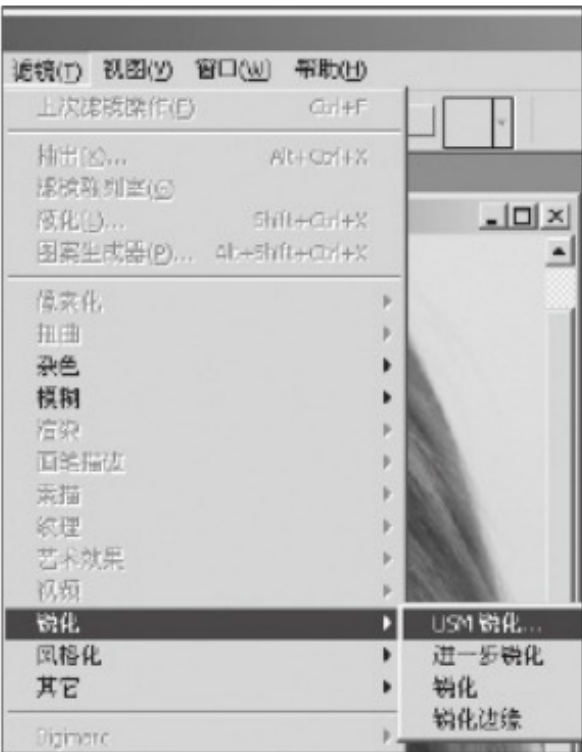 滤镜(T) 视图(Y) 窗口(W) 帮助(H)
上次滤镜操作(F) Ctrl+F
抽出(X)... Alt+Ctrl+X
滤镜陈列室(G)
液化(L)... Shift+Ctrl+X
图案生成器(P)... Alt+Shift+Ctrl+X
像素化
扭曲
杂色
模糊
渲染
画笔描边
素描
纹理
艺术效果
视频
锐化
USM 锐化...
风格化
进一步锐化
其它
锐化
锐化边缘
Digimarc